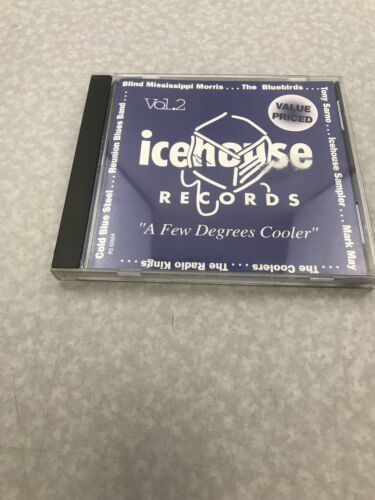 Blind Mississippi Morris . . . The Bluebirds . . . .
Tony Sarno . . . Icehouse Sampler . . . Mark May
The Coolers . . . . The Radio Kings . . .
Cold Blue Steel . . . Reunion Blues Band . . .
Vol.2
VALUE
PRICED
icehouse
RECORDS
"A Few Degrees Cooler"